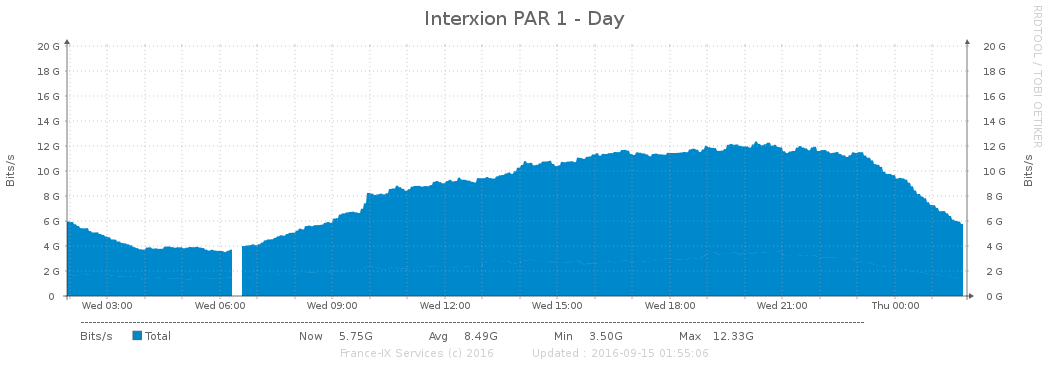 Interxion PAR 1 - Day
RRDTOOL / TOBI OETIKER
Bits/s
20 G 20 G
18 G 18 G
16 G 16 G
14 G 14 G
12 G 12 G
10 G 10 G
8 G 8 G
6 G 6 G
4 G 4 G
2 G 2 G
0 0 G
Bits/s
Wed 03:00 Wed 06:00 Wed 09:00 Wed 12:00 Wed 15:00 Wed 18:00 Wed 21:00 Thu 00:00
Bits/s Total Now 5.75G Avg 8.49G Min 3.50G Max 12.33G
France-IX Services (c) 2016 Updated : 2016-09-15 01:55:06